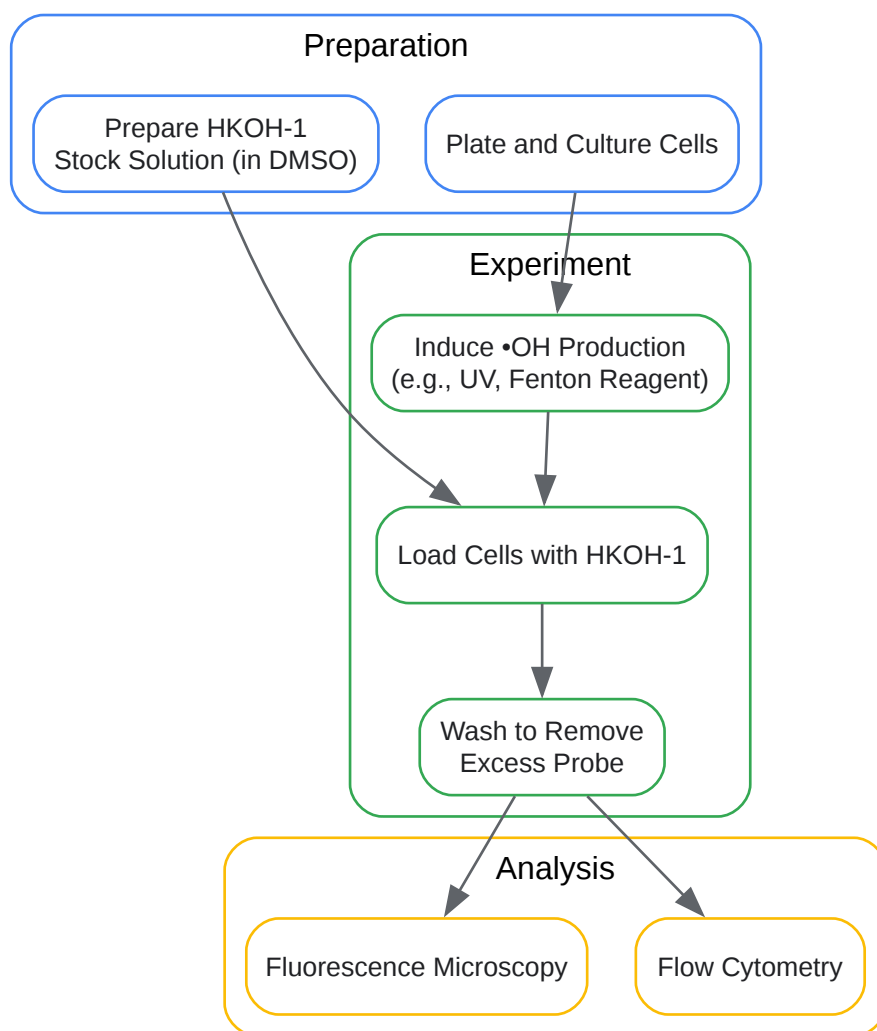 Preparation
Prepare HKOH-1
Stock Solution (in DMSO)
Plate and Culture Cells
Experiment
Induce •OH Production
(e.g., UV, Fenton Reagent)
Load Cells with HKOH-1
Wash to Remove
Excess Probe
Analysis
Fluorescence Microscopy
Flow Cytometry